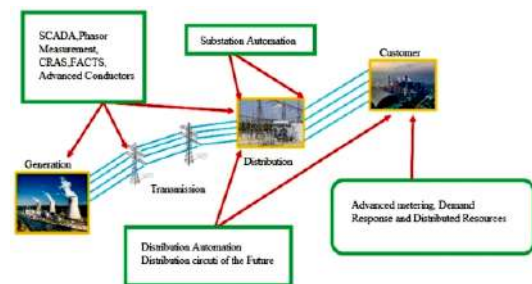 SCADA,Phasor
Measurement,
CRAS,FACTS,
Advanced Conductors
Substation Automation
Customer
Generation
Transmission
Distribution
Distribution Automation
Distribution circuti of the Future
Advanced metering, Demand
Response and Distributed Resources